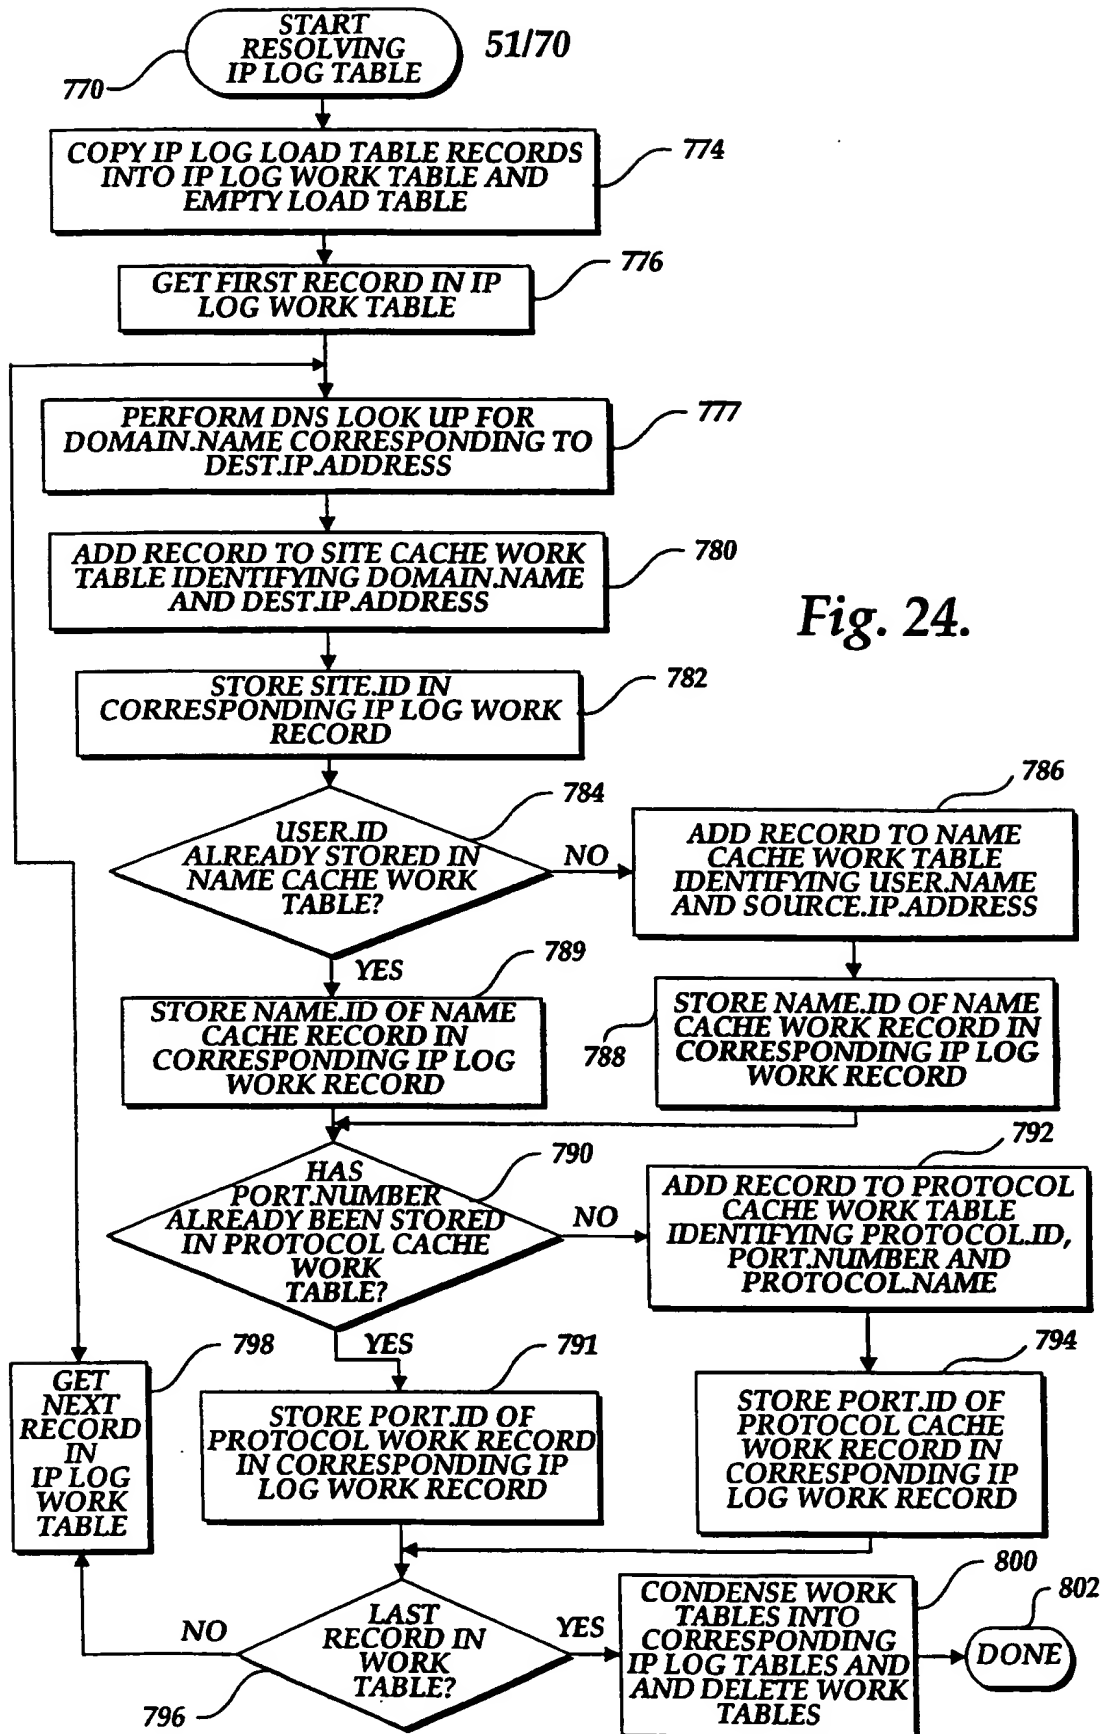 START
RESOLVING
IP LOG TABLE
51/70
770
COPY IP LOG LOAD TABLE RECORDS
INTO IP LOG WORK TABLE AND
EMPTY LOAD TABLE
774
GET FIRST RECORD IN IP
LOG WORK TABLE
776
PERFORM DNS LOOK UP FOR
DOMAIN.NAME CORRESPONDING TO
DEST.IP.ADDRESS
777
ADD RECORD TO SITE CACHE WORK
TABLE IDENTIFYING DOMAIN.NAME
AND DEST.IP.ADDRESS
780
Fig. 24.
STORE SITE.ID IN
CORRESPONDING IP LOG WORK
RECORD
782
USER.ID
ALREADY STORED IN
NAME CACHE WORK
TABLE?
784
NO
YES
ADD RECORD TO NAME
CACHE WORK TABLE
IDENTIFYING USER.NAME
AND SOURCE.IP.ADDRESS
786
STORE NAME.ID OF NAME
CACHE RECORD IN
CORRESPONDING IP LOG
WORK RECORD
789
STORE NAME.ID OF NAME
CACHE WORK RECORD IN
CORRESPONDING IP LOG
WORK RECORD
788
HAS
PORT.NUMBER
ALREADY BEEN STORED
IN PROTOCOL CACHE
WORK
TABLE?
790
NO
YES
ADD RECORD TO PROTOCOL
CACHE WORK TABLE
IDENTIFYING PROTOCOL.ID,
PORT.NUMBER AND
PROTOCOL.NAME
792
GET
NEXT
RECORD
IN
IP LOG
WORK
TABLE
798
STORE PORT.ID OF
PROTOCOL WORK RECORD
IN CORRESPONDING IP
LOG WORK RECORD
791
STORE PORT.ID OF
PROTOCOL CACHE
WORK RECORD IN
CORRESPONDING IP
LOG WORK RECORD
794
LAST
RECORD IN
WORK
TABLE?
796
NO
YES
CONDENSE WORK
TABLES INTO
CORRESPONDING
IP LOG TABLES AND
AND DELETE WORK
TABLES
800
DONE
802